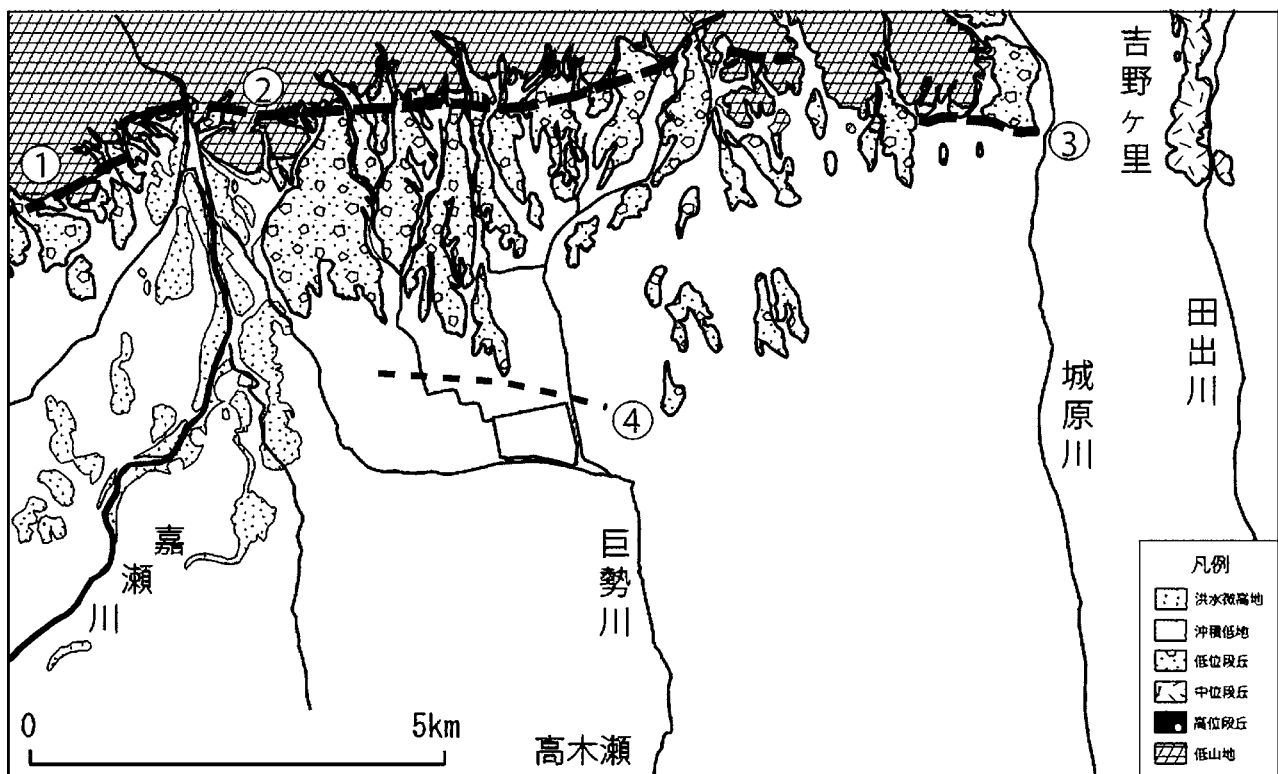 ①
②
③
④
吉野ケ里
田出川
城原川
巨勢川
嘉瀬川
高木瀬
0 5km
凡例
洪水微高地
沖積低地
低位段丘
中位段丘
高位段丘
低山地